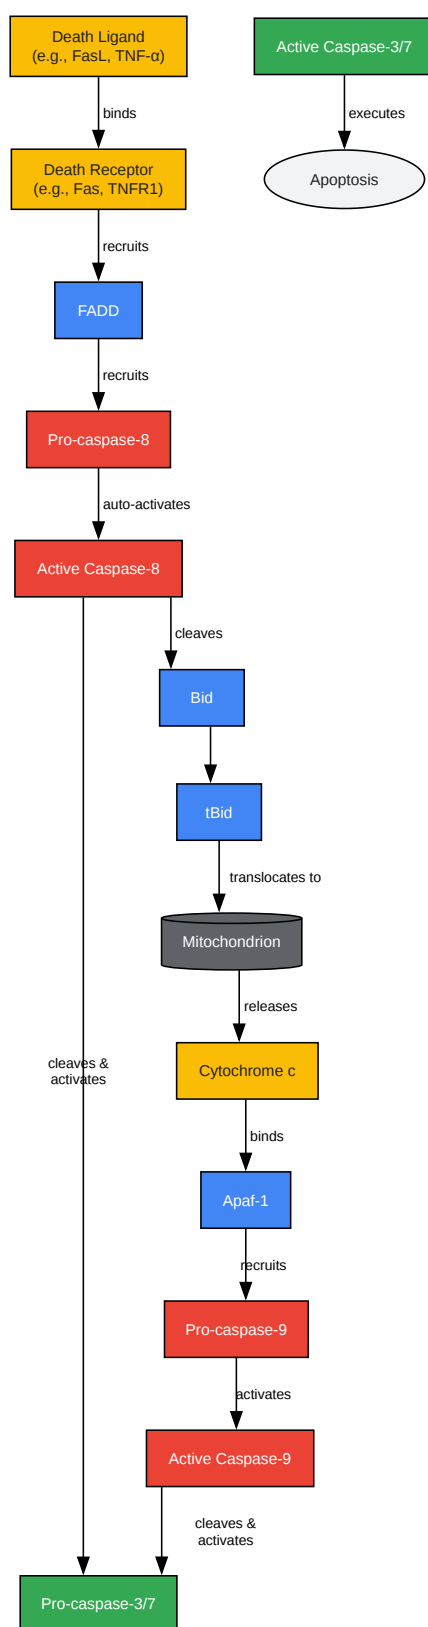 Death Ligand
(e.g., FasL, TNF-α)
Active Caspase-3/7
binds
executes
Death Receptor
(e.g., Fas, TNFR1)
Apoptosis
recruits
FADD
recruits
Pro-caspase-8
auto-activates
Active Caspase-8
cleaves
Bid
tBid
translocates to
Mitochondrion
releases
Cytochrome c
cleaves &
activates
binds
Apaf-1
recruits
Pro-caspase-9
activates
Active Caspase-9
cleaves &
activates
Pro-caspase-3/7